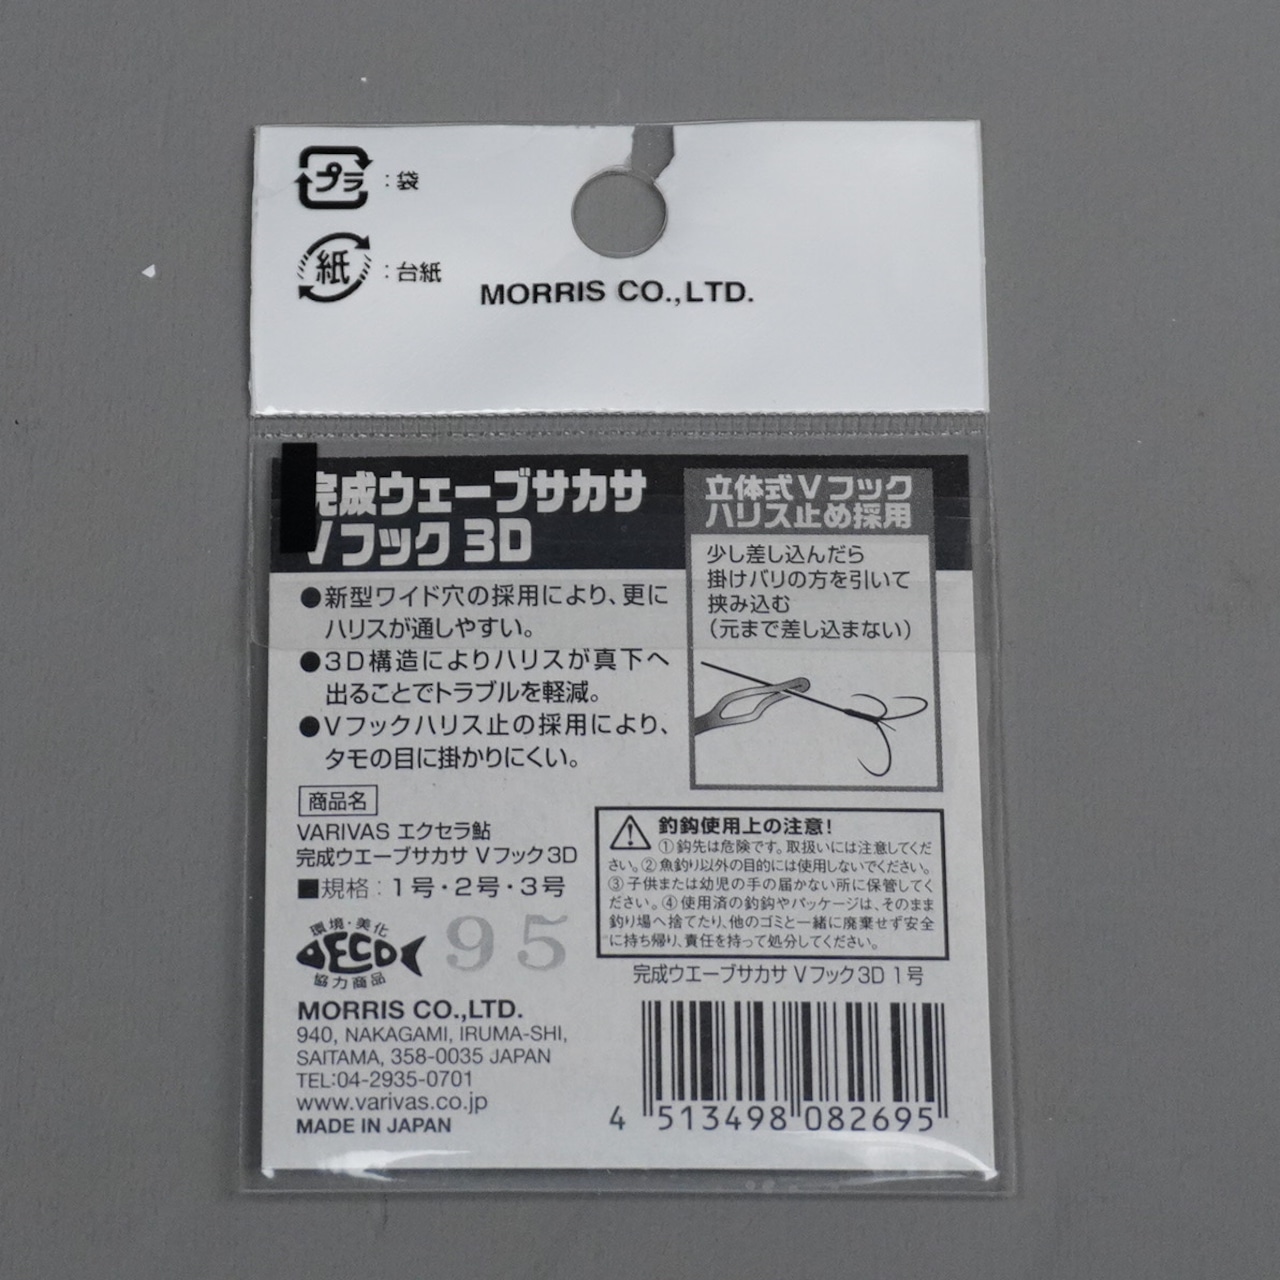 プラ：袋
紙：台紙
MORRIS CO.,LTD.
完成ウェーブサカサ
Vフック3D
●新型ワイド穴の採用により、更に
ハリスが通しやすい。
●3D構造によりハリスが真下へ
出ることでトラブルを軽減。
●Vフックハリス止の採用により、
タモの目に掛かりにくい。
立体式Vフック
ハリス止め採用
少し差し込んだら
掛けバリの方を引いて
挟み込む
（元まで差し込まない）
商品名
VARIVAS エクセラ鮎
完成ウエーブサカサ Vフック3D
■規格：1号・2号・3号
環境・美化
ECO
協力商品
95
MORRIS CO.,LTD.
940, NAKAGAMI, IRUMA-SHI,
SAITAMA, 358-0035 JAPAN
TEL:04-2935-0701
www.varivas.co.jp
MADE IN JAPAN
釣鈎使用上の注意！
①鈎先は危険です。取扱いには注意してくだ
さい。②魚釣り以外の目的には使用しないでください。
③子供または幼児の手の届かない所に保管してく
ださい。④使用済の釣鈎やパッケージは、そのまま
釣り場へ捨てたり、他のゴミと一緒に廃棄せず安全
に持ち帰り、責任を持って処分してください。
完成ウエーブサカサ Vフック3D 1号
4 513498 082695